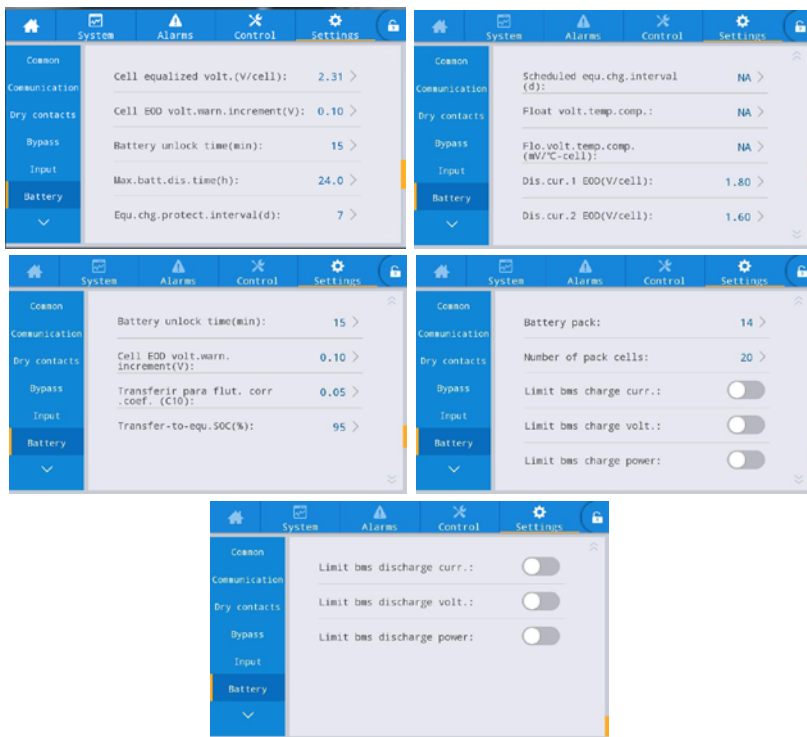 System Alarms Control Settings
Common
Communication
Dry contacts
Bypass
Input
Battery
Cell equalized volt.(V/cell): 2.31
Cell EOD volt.warn.increment(V): 0.10
Battery unlock time(min): 15
Max.batt.dis.time(h): 24.0
Equ.chg.protect.interval(d): 7
System Alarms Control Settings
Common
Communication
Dry contacts
Bypass
Input
Battery
Scheduled equ.chg.interval
(d): NA
Float volt.temp.comp.: NA
Flo.volt.temp.comp.
(mV/℃-cell): NA
Dis.cur.1 EOD(V/cell): 1.80
Dis.cur.2 EOD(V/cell): 1.60
System Alarms Control Settings
Common
Communication
Dry contacts
Bypass
Input
Battery
Battery unlock time(min): 15
Cell EOD volt.warn.
increment(V): 0.10
Transferir para flut. corr
.coef. (C10): 0.05
Transfer-to-equ.SOC(%): 95
System Alarms Control Settings
Common
Communication
Dry contacts
Bypass
Input
Battery
Battery pack: 14
Number of pack cells: 20
Limit bms charge curr.:
Limit bms charge volt.:
Limit bms charge power:
System Alarms Control Settings
Common
Communication
Dry contacts
Bypass
Input
Battery
Limit bms discharge curr.:
Limit bms discharge volt.:
Limit bms discharge power: